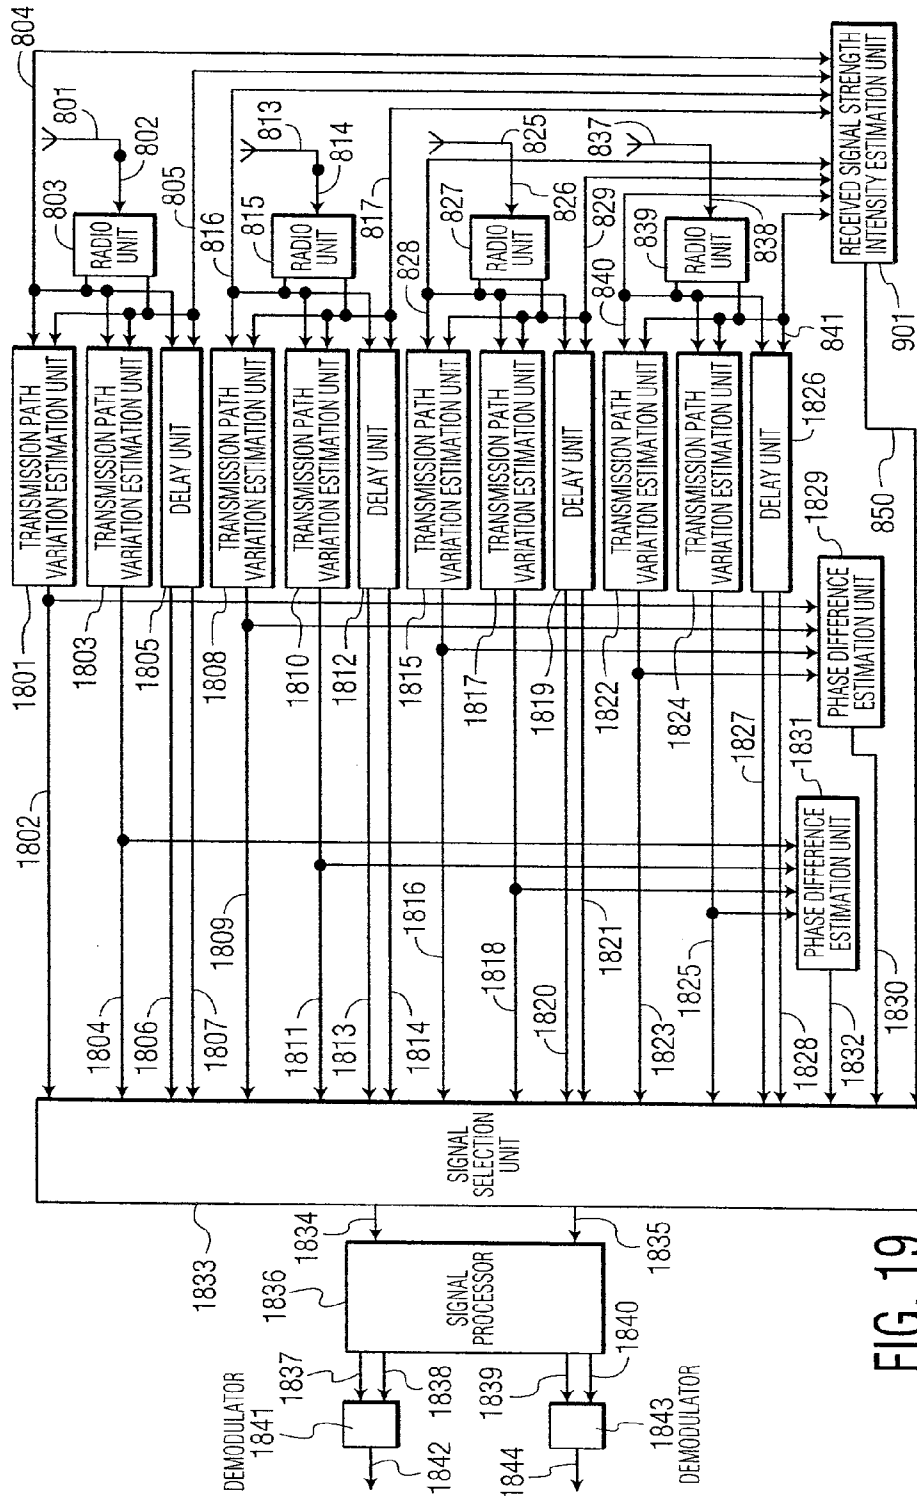 804
801
802
803
RADIO
UNIT
805
816
813
814
815
RADIO
UNIT
817
828
825
826
827
RADIO
UNIT
829
840
837
838
839
RADIO
UNIT
841
RECEIVED SIGNAL STRENGTH
INTENSITY ESTIMATION UNIT
901
850
TRANSMISSION PATH
VARIATION ESTIMATION UNIT
1801
TRANSMISSION PATH
VARIATION ESTIMATION UNIT
1803
DELAY UNIT
1805
TRANSMISSION PATH
VARIATION ESTIMATION UNIT
1808
TRANSMISSION PATH
VARIATION ESTIMATION UNIT
1810
DELAY UNIT
1812
TRANSMISSION PATH
VARIATION ESTIMATION UNIT
1815
TRANSMISSION PATH
VARIATION ESTIMATION UNIT
1817
DELAY UNIT
1819
TRANSMISSION PATH
VARIATION ESTIMATION UNIT
1822
TRANSMISSION PATH
VARIATION ESTIMATION UNIT
1824
DELAY UNIT
1826
1827
PHASE DIFFERENCE
ESTIMATION UNIT
1829
PHASE DIFFERENCE
ESTIMATION UNIT
1831
1802
1804
1806
1807
1809
1811
1813
1814
1816
1818
1820
1821
1823
1825
1828
1832
1830
SIGNAL
SELECTION
UNIT
1833
1834
1835
SIGNAL
PROCESSOR
1836
1837
1838
1839
1840
DEMODULATOR
1841
1842
1843
DEMODULATOR
1844
FIG. 19